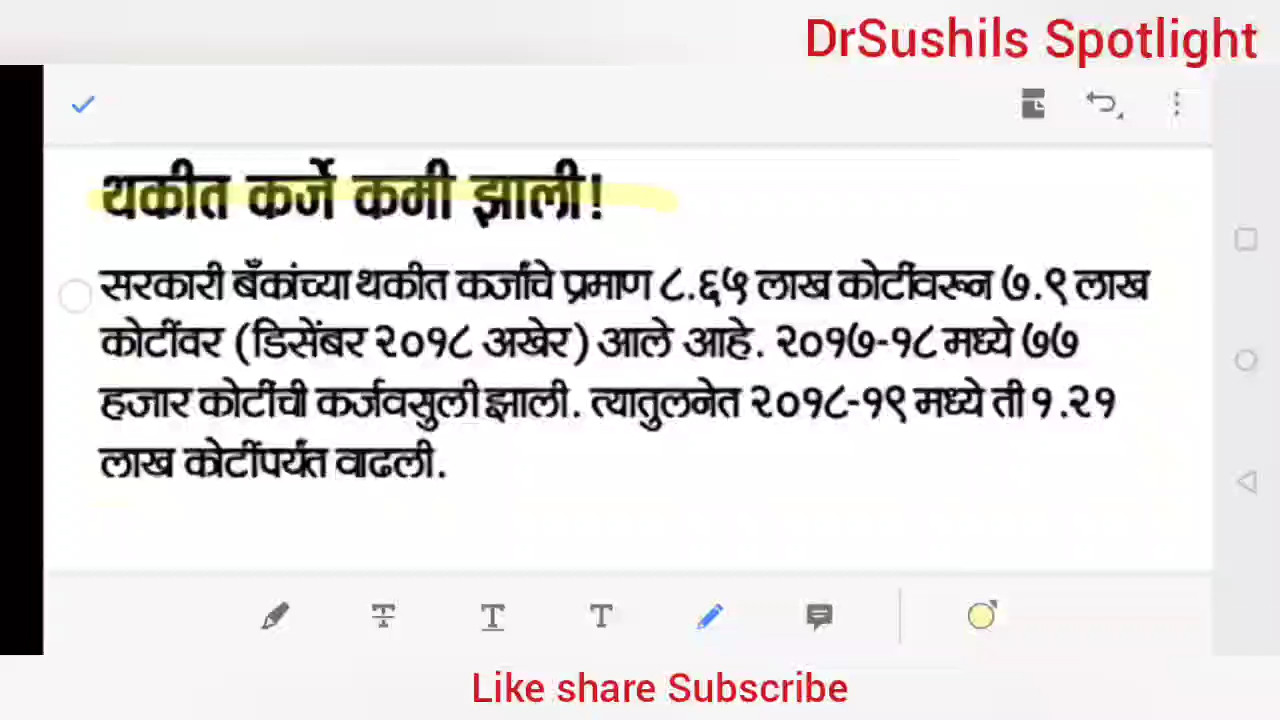 DrSushils Spotlight
थकीत कर्जे कमी झाली!
सरकारी बँकांच्या थकीत कर्जांचे प्रमाण ८.६५ लाख कोटींवरून ७.९ लाख
कोटींवर (डिसेंबर २०१८ अखेर) आले आहे. २०१७-१८ मध्ये ७७
हजार कोटींची कर्जवसुली झाली. त्यातुलनेत २०१८-१९ मध्ये ती १.२१
लाख कोटींपर्यंत वाढली.
Like share Subscribe